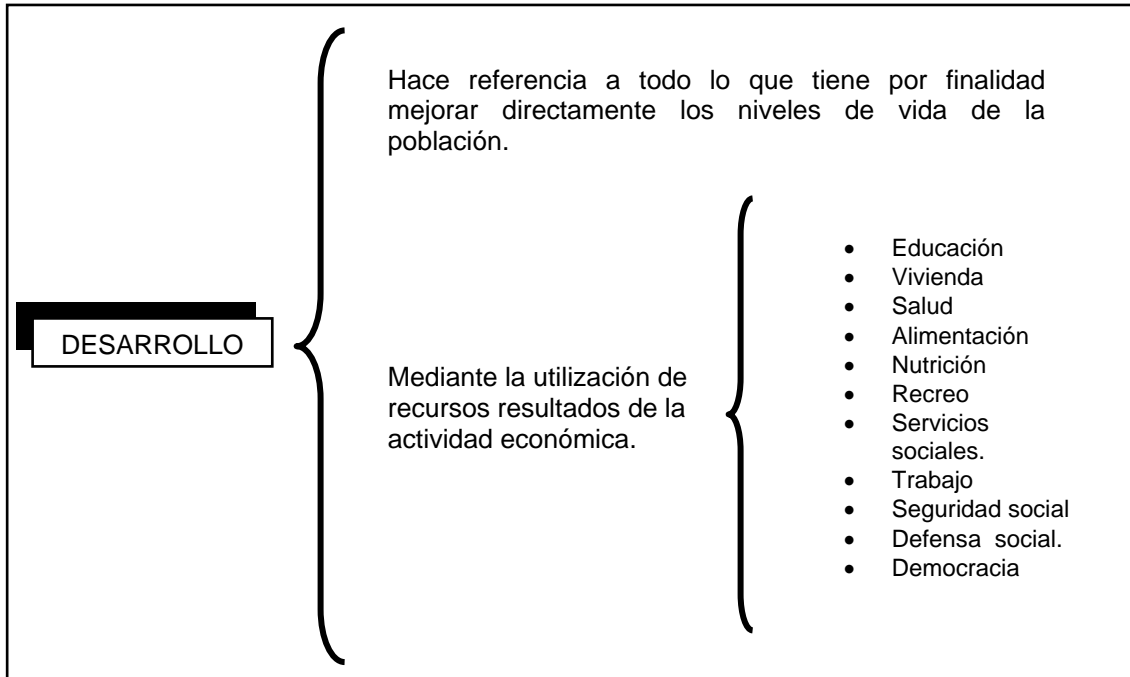 DESARROLLO
Hace referencia a todo lo que tiene por finalidad
mejorar directamente los niveles de vida de la
población.
Mediante la utilización de
recursos resultados de la
actividad económica.
• Educación
• Vivienda
• Salud
• Alimentación
• Nutrición
• Recreo
• Servicios
sociales.
• Trabajo
• Seguridad social
• Defensa social.
• Democracia